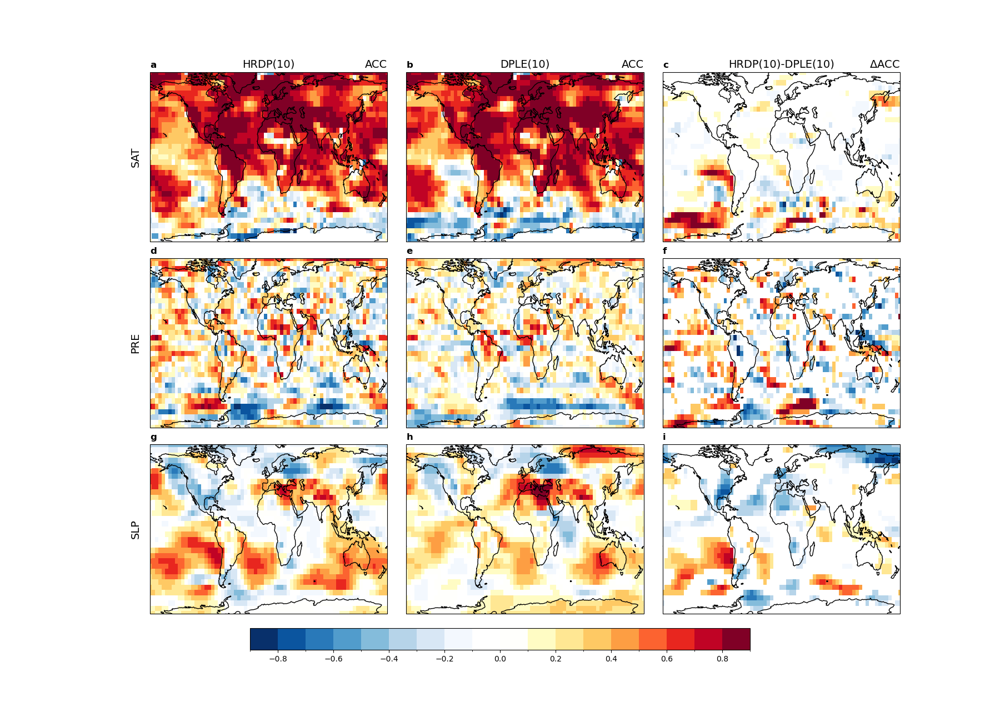 a HRDP(10) ACC
b DPLE(10) ACC
c HRDP(10)-DPLE(10) ΔACC
SAT
d
e
f
PRE
g
h
i
SLP
−0.8 −0.6 −0.4 −0.2 0.0 0.2 0.4 0.6 0.8